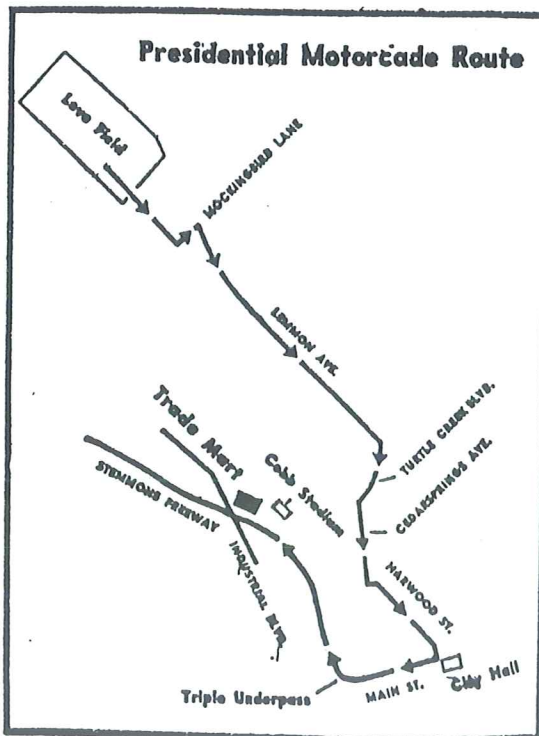 Presidential Motorcade Route
Love Field
MOCKINGBIRD LANE
LEMMON AVE.
TURTLE CREEK BLVD.
CEDARSPRINGS AVE.
Trade Mart
Cobb Stadium
STEMMONS FREEWAY
INDUSTRIAL BLVD.
HARWOOD ST.
City Hall
MAIN ST.
Triple Underpass